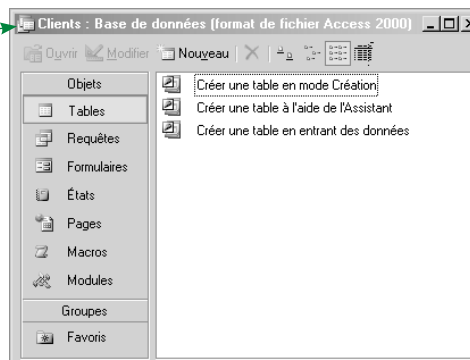 Clients : Base de données (format de fichier Access 2000)
Ouvrir Modifier Nouveau
Objets
Tables
Requêtes
Formulaires
États
Pages
Macros
Modules
Groupes
Favoris
Créer une table en mode Création
Créer une table à l'aide de l'Assistant
Créer une table en entrant des données